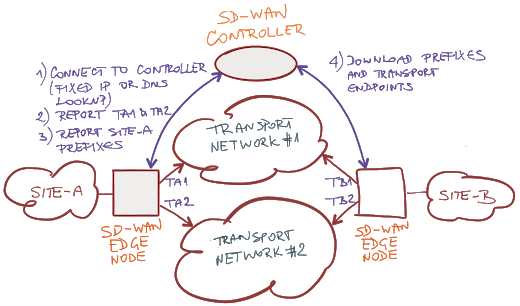 SD-WAN
CONTROLLER
1) CONNECT TO CONTROLLER
(FIXED IP OR DNS
LOOKUP?)
2) REPORT TA1 & TA2
3) REPORT SITE-A
PREFIXES
4) DOWNLOAD PREFIXES
AND TRANSPORT
ENDPOINTS
TRANSPORT
NETWORK #1
SITE-A
TA1
TA2
TB1
TB2
SITE-B
SD-WAN
EDGE
NODE
TRANSPORT
NETWORK #2
SD-WAN
EDGE
NODE